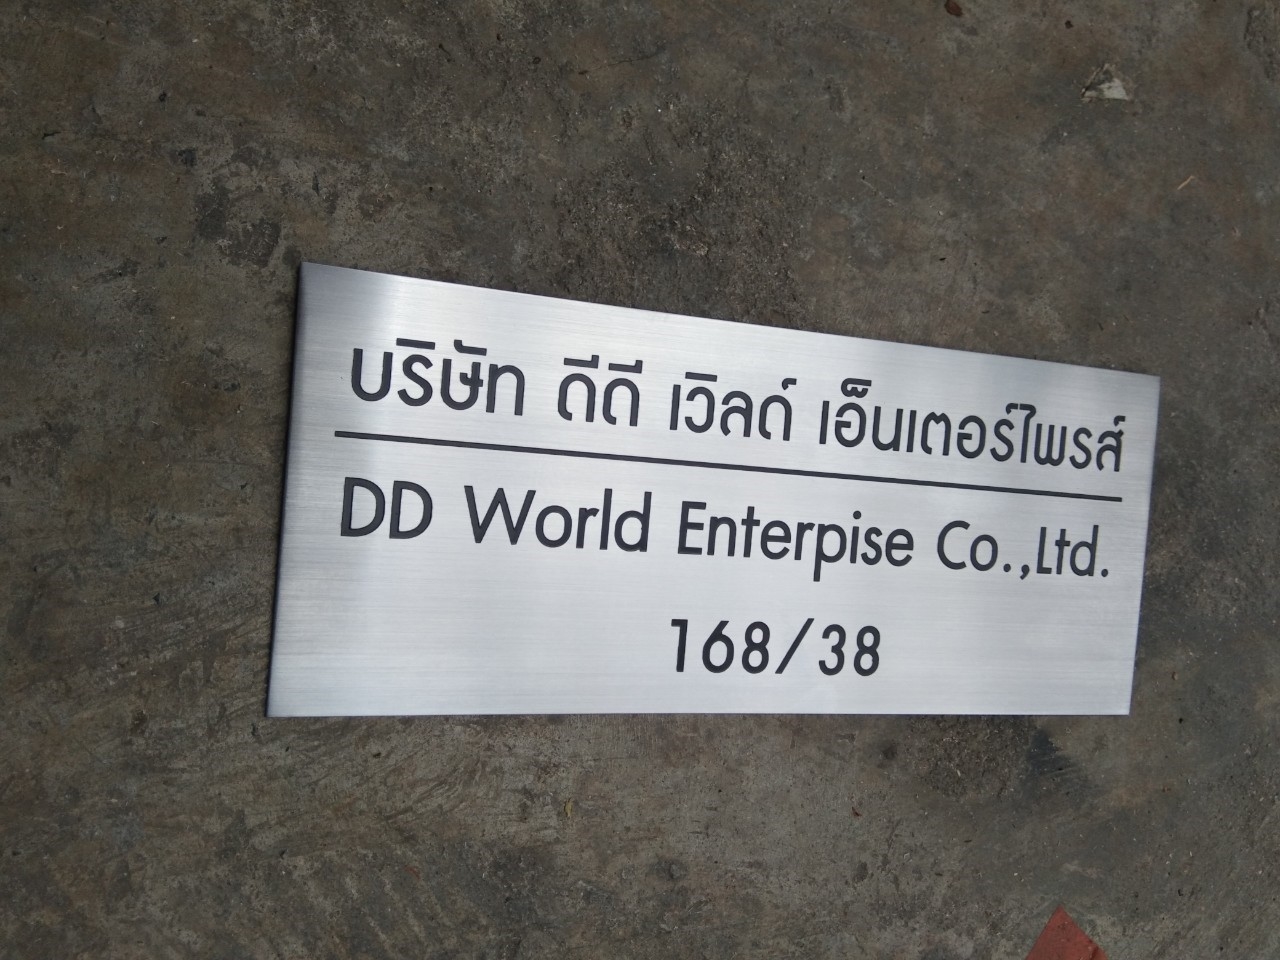 บริษัท ดีดี เวิลด์ เอ็นเตอร์ไพรส์
DD World Enterpise Co.,Ltd.
168/38